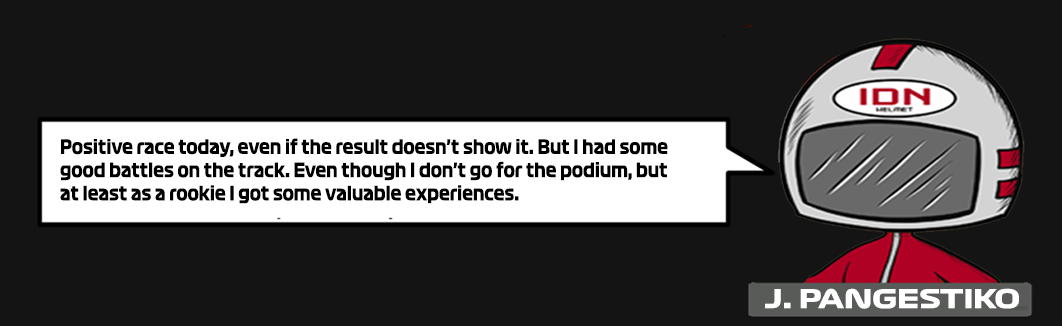 Positive race today, even if the result doesn't show it. But I had some
good battles on the track. Even though I don't go for the podium, but
at least as a rookie I got some valuable experiences.
IDN
HELMET
J. PANGESTIKO